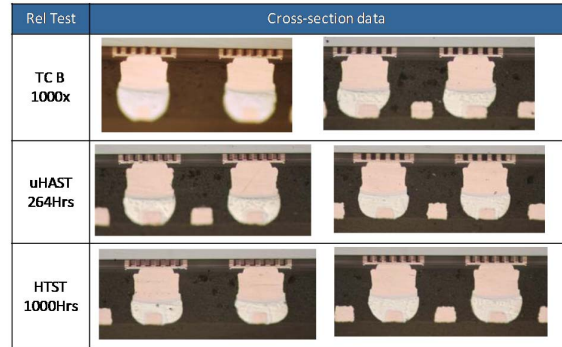 Rel Test
Cross-section data
TC B
1000x
uHAST
264Hrs
HTST
1000Hrs